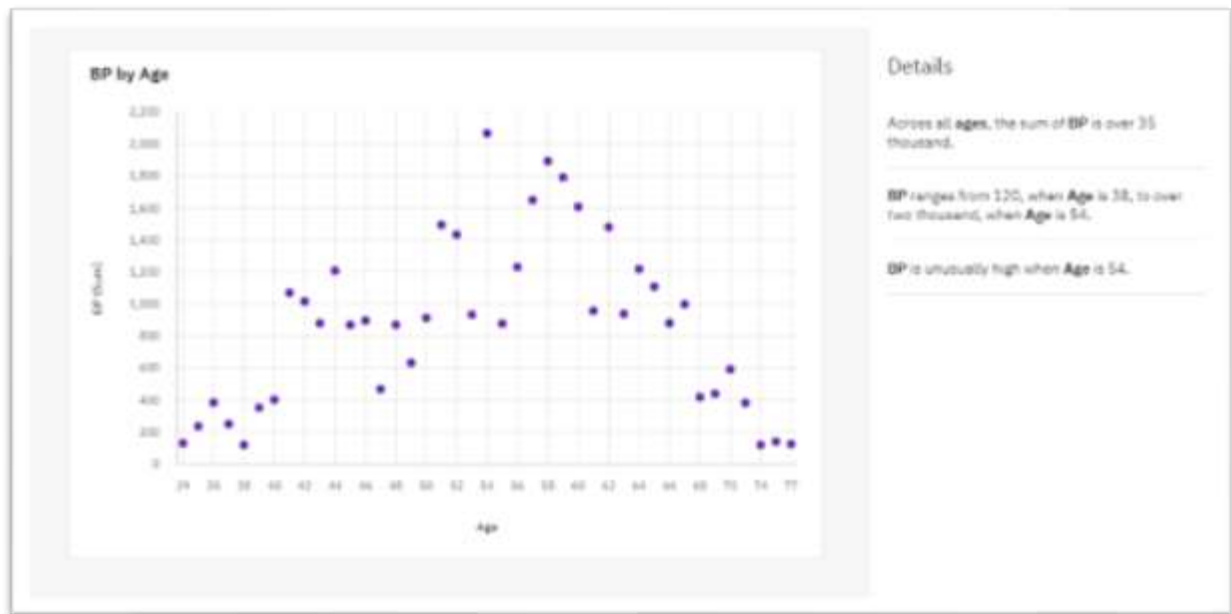 BP by Age
2,200
2,000
1,800
1,600
1,400
1,200
1,000
800
600
400
200
0
BP (Sum)
29 36 38 40 42 44 46 48 50 52 54 56 58 60 62 64 66 68 70 74 77
Age
Details
Across all ages, the sum of BP is over 35
thousand.
BP ranges from 120, when Age is 38, to over
two thousand, when Age is 54.
BP is unusually high when Age is 54.